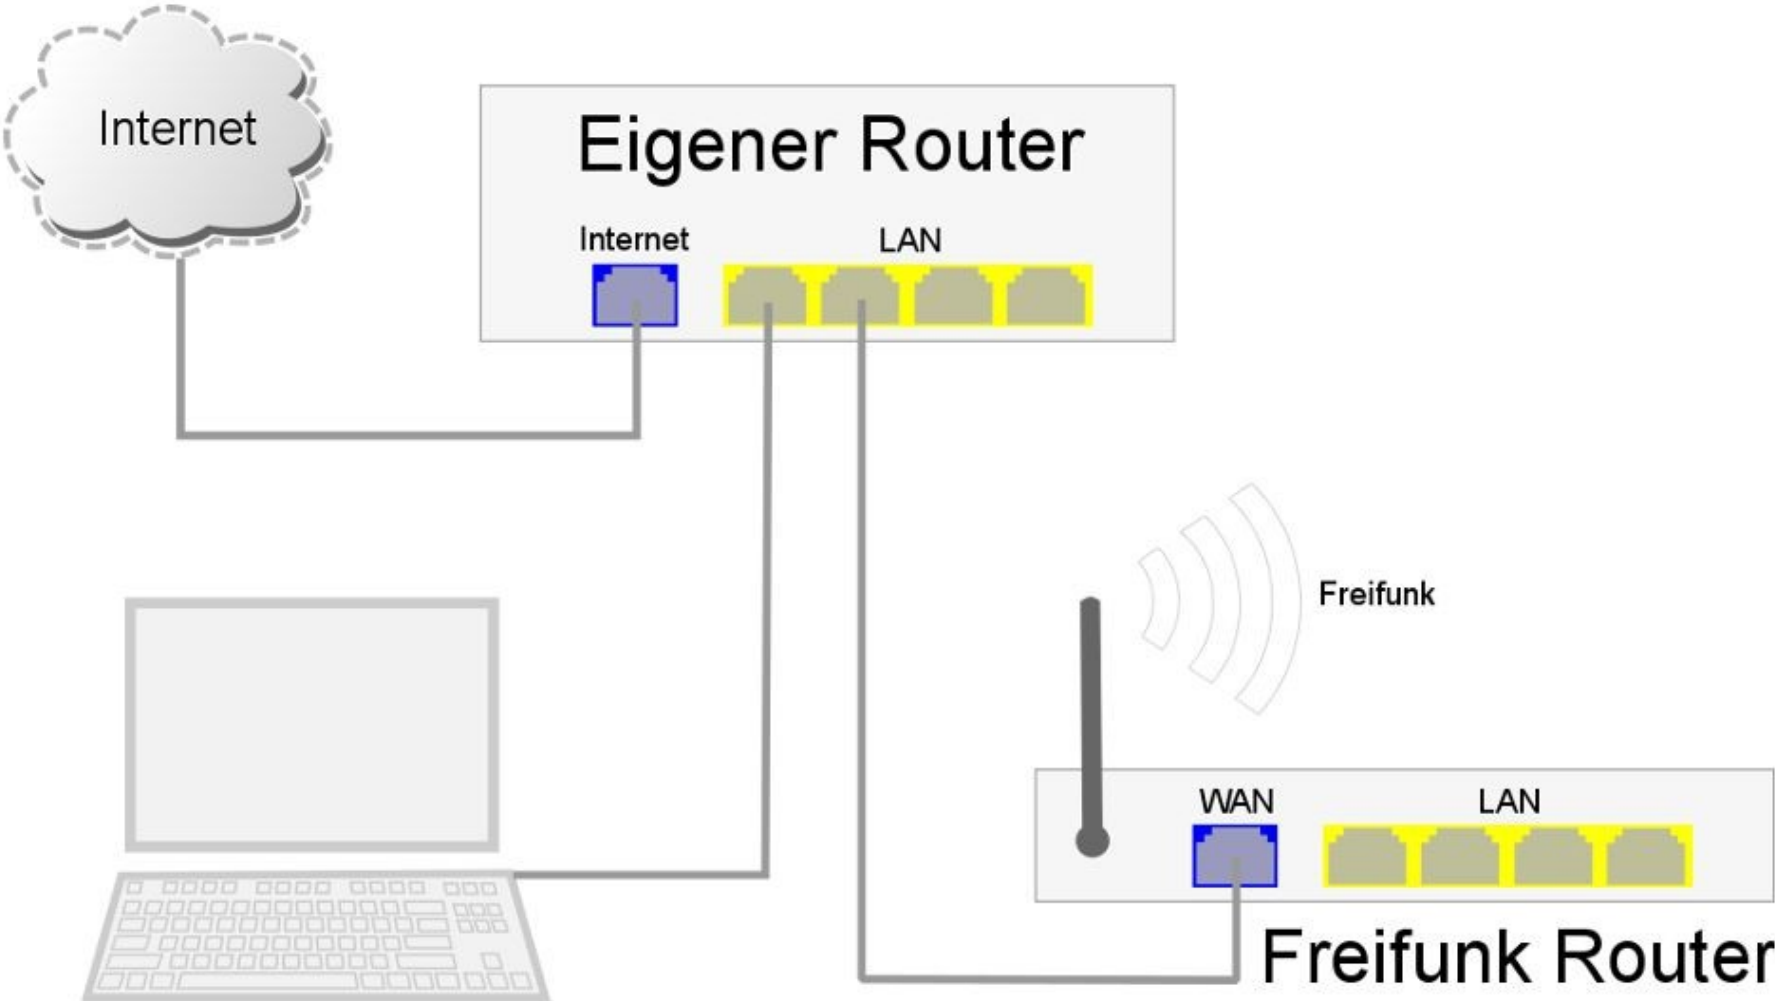 Internet
Eigener Router
Internet
LAN
Freifunk
WAN
LAN
Freifunk Router